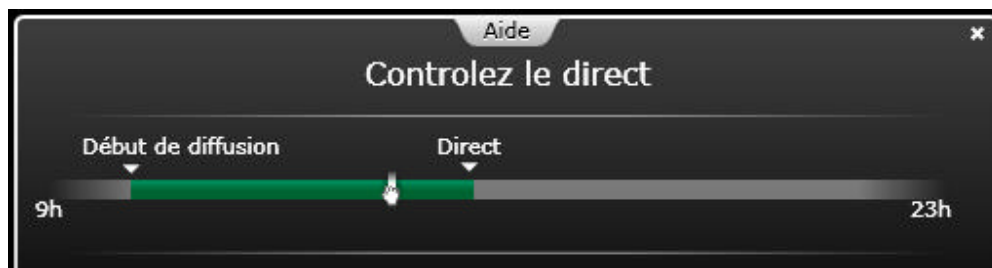 Aide
Controlez le direct
Début de diffusion Direct
9h 23h